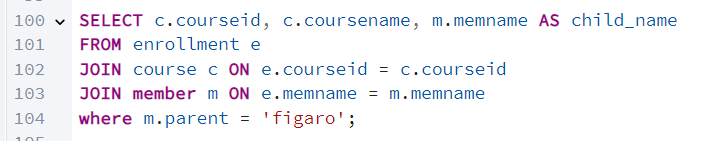 100 SELECT c.courseid, c.coursename, m.memname AS child_name
101 FROM enrollment e
102 JOIN course c ON e.courseid = c.courseid
103 JOIN member m ON e.memname = m.memname
104 where m.parent = 'figaro';